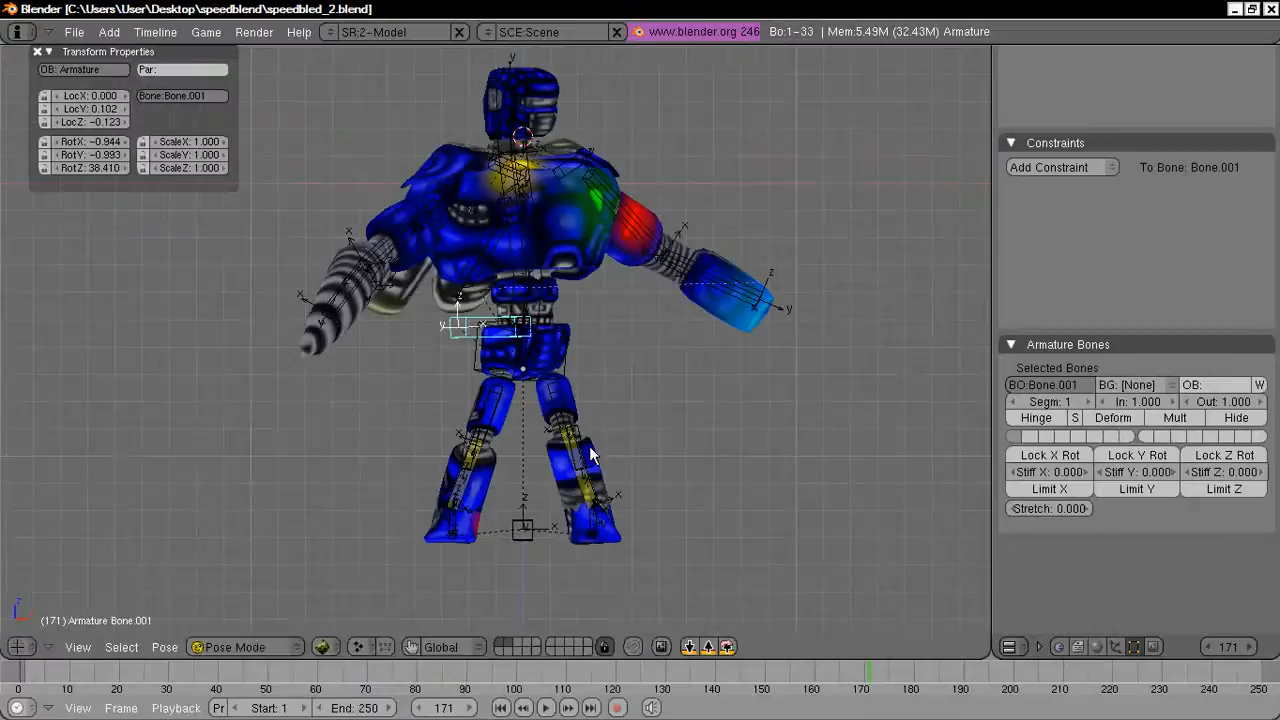 Blender [C:\Users\User\Desktop\speedblend\speedbled_2.blend]
File Add Timeline Game Render Help SR:2-Model SCE:Scene www.blender.org 246 Bo:1-33 | Mem:5.49M (32.43M) Armature
Transform Properties
OB: Armature Par:
LocX: 0.000 Bone:Bone.001
LocY: 0.102
LocZ: -0.123
RotX: -0.944 ScaleX: 1.000
RotY: -0.993 ScaleY: 1.000
RotZ: 38.410 ScaleZ: 1.000
Constraints
Add Constraint To Bone: Bone.001
Armature Bones
Selected Bones
BO:Bone.001 BG: [None] OB: W
Segm: 1 In: 1.000 Out: 1.000
Hinge S Deform Mult Hide
Lock X Rot Lock Y Rot Lock Z Rot
Stiff X: 0.000 Stiff Y: 0.000 Stiff Z: 0.000
Limit X Limit Y Limit Z
Stretch: 0.000
y
z
x
z
y
x
x
z
y
x
x
z
x
z
x
(171) Armature Bone.001
View Select Pose Pose Mode Global 171
0 10 20 30 40 50 60 70 80 90 100 110 120 130 140 150 160 170 180 190 200 210 220 230 240 250
View Frame Playback Pr Start: 1 End: 250 171